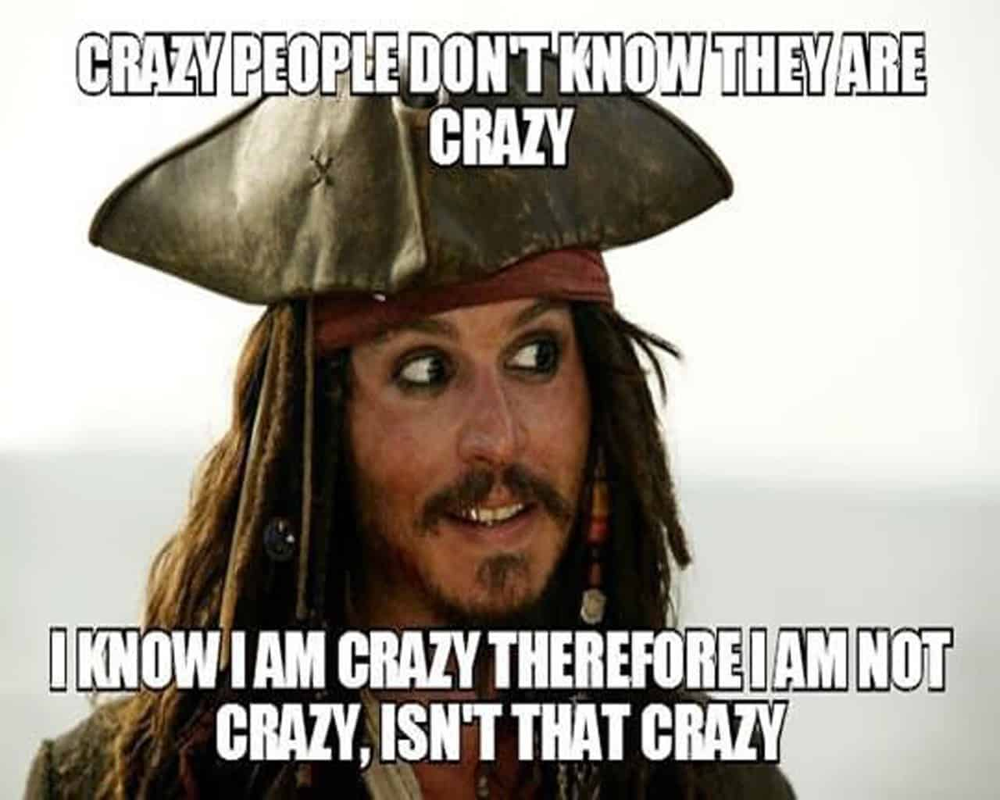 CRAZY PEOPLE DON'T KNOW THEY ARE
CRAZY
I KNOW I AM CRAZY THEREFORE I AM NOT
CRAZY, ISN'T THAT CRAZY